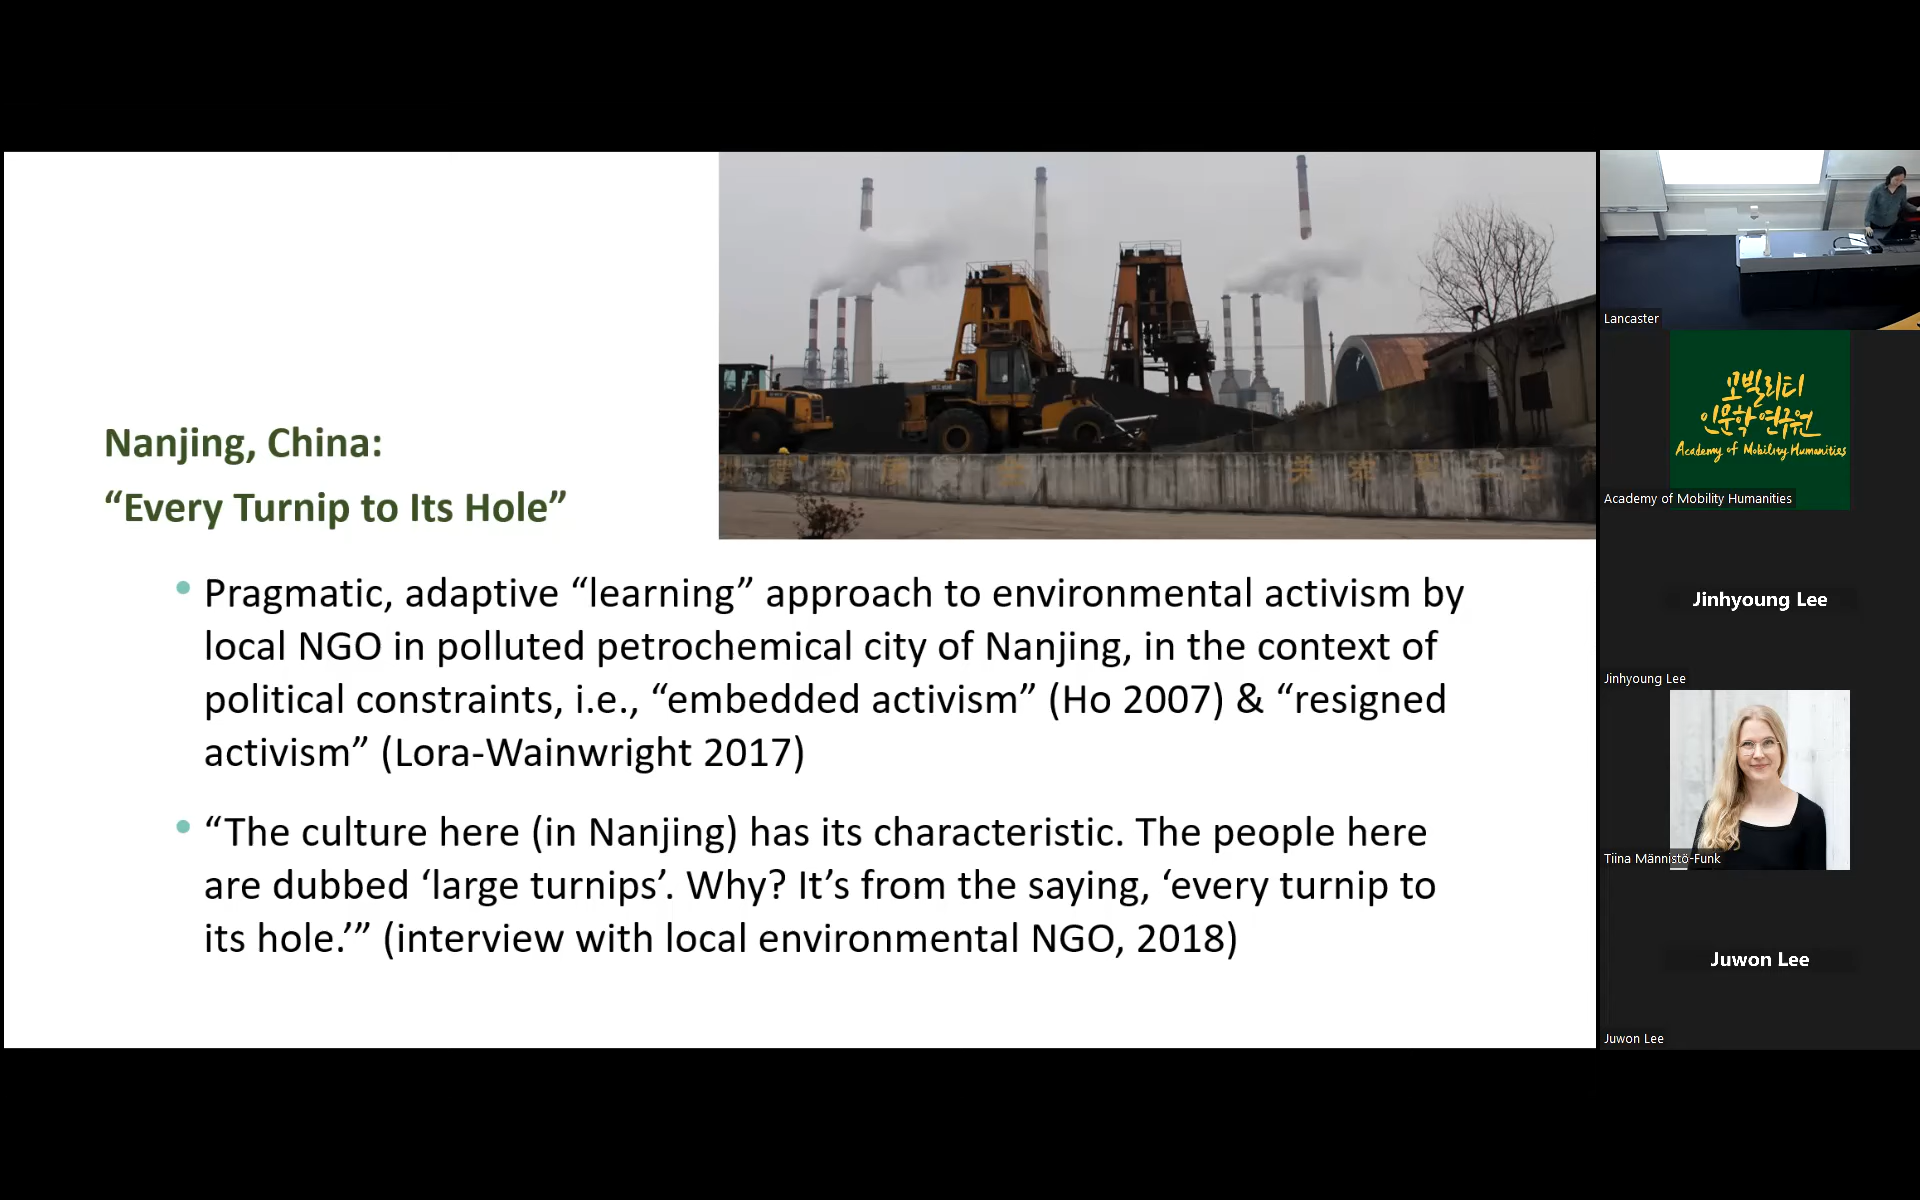 Nanjing, China:
“Every Turnip to Its Hole”
Pragmatic, adaptive “learning” approach to environmental activism by
local NGO in polluted petrochemical city of Nanjing, in the context of
political constraints, i.e., “embedded activism” (Ho 2007) & “resigned
activism” (Lora-Wainwright 2017)
“The culture here (in Nanjing) has its characteristic. The people here
are dubbed ‘large turnips’. Why? It’s from the saying, ‘every turnip to
its hole.’” (interview with local environmental NGO, 2018)
Lancaster
모빌리티
인문학 연구원
Academy of Mobility Humanities
Academy of Mobility Humanities
Jinhyoung Lee
Jinhyoung Lee
Tiina Männistö-Funk
Juwon Lee
Juwon Lee